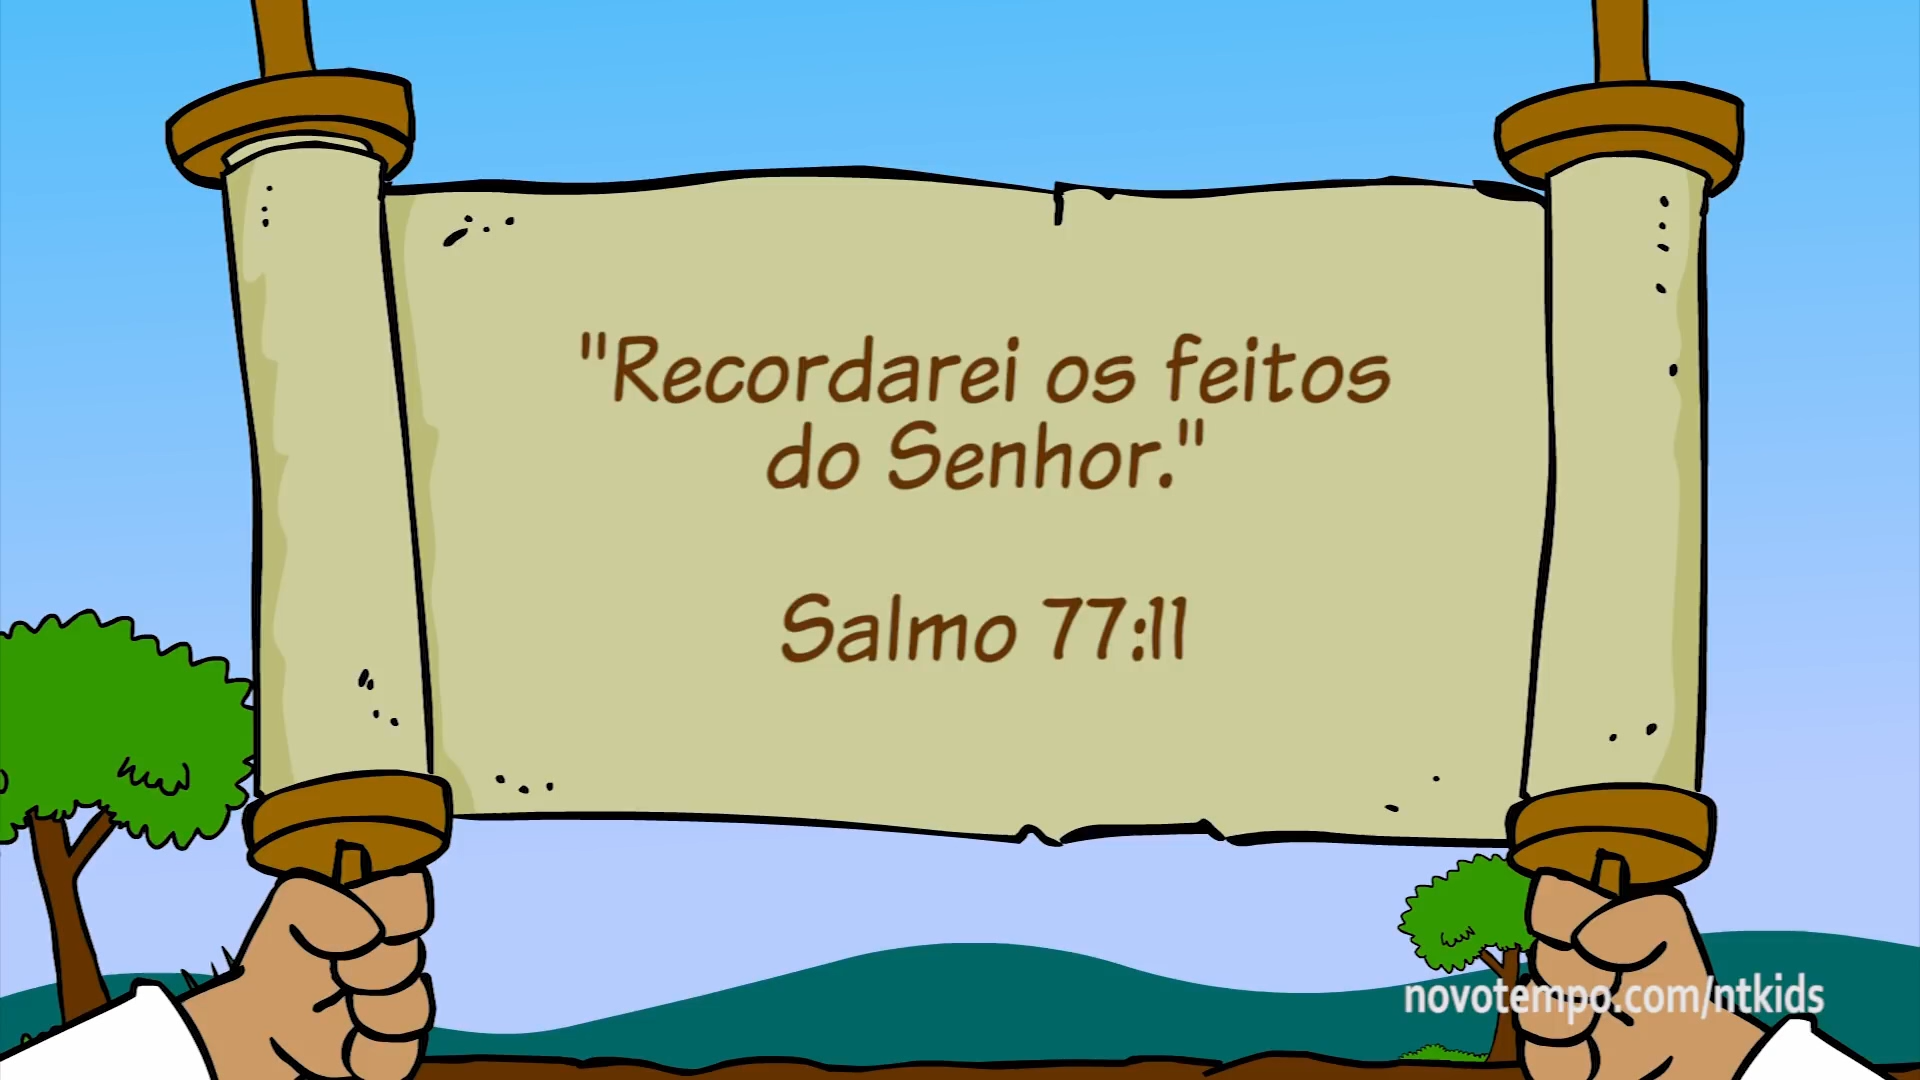 "Recordarei os feitos
do Senhor."
Salmo 77:11
novotempo.com/ntkids